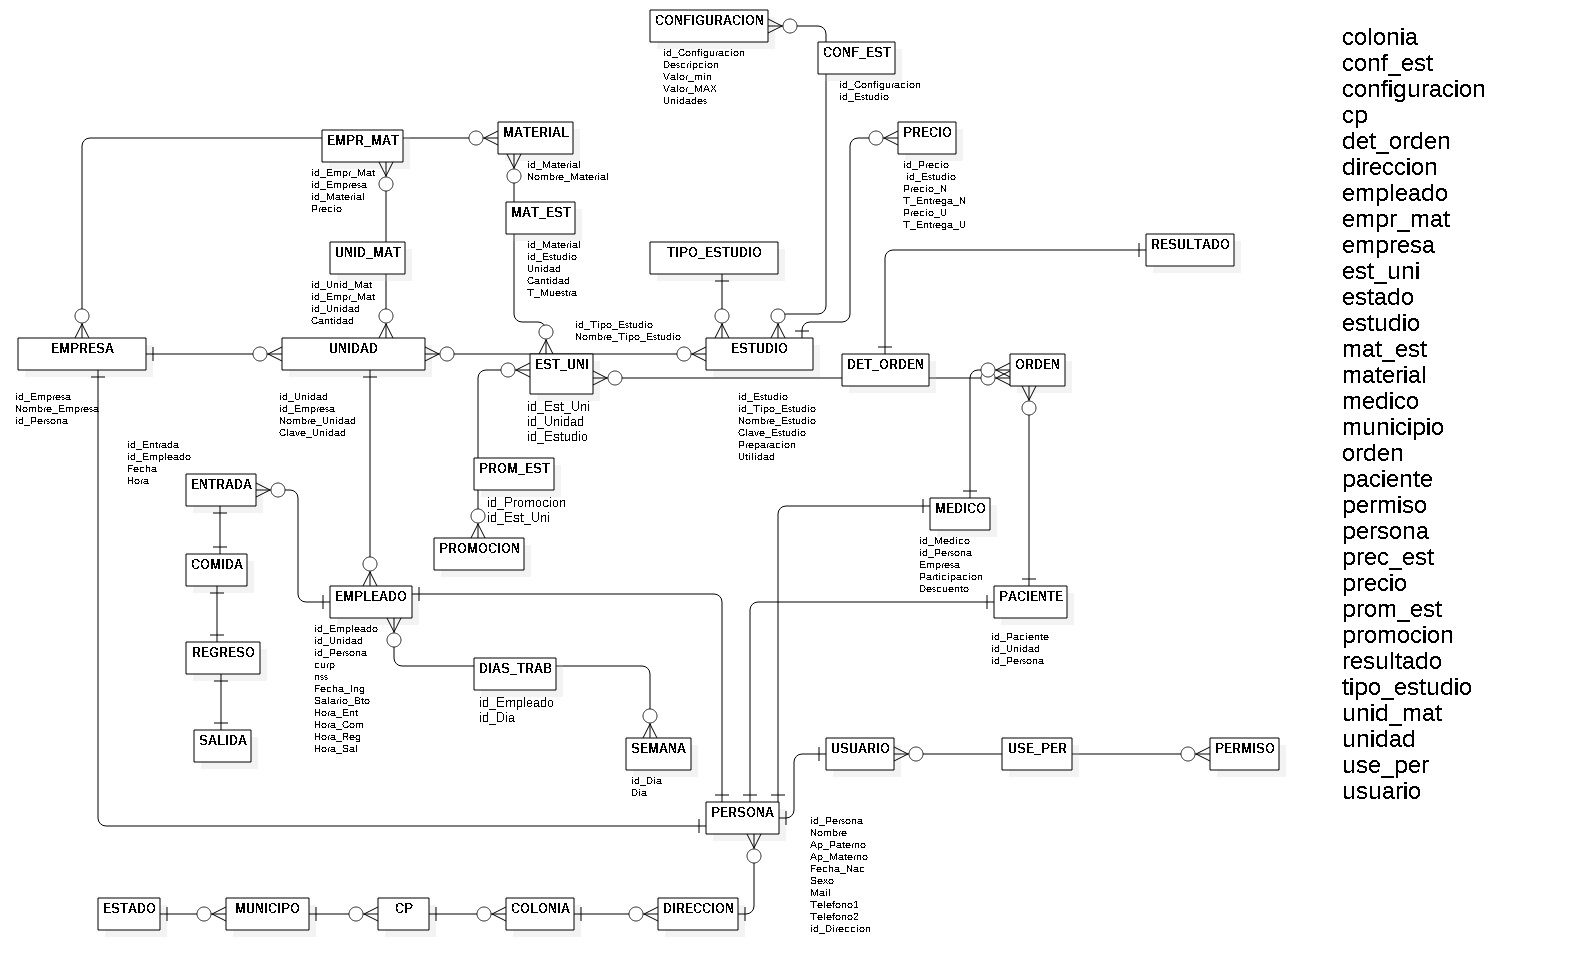 CONFIGURACION
id_Configuracion
Descripcion
Valor_min
Valor_MAX
Unidades
CONF_EST
id_Configuracion
id_Estudio
EMPR_MAT
id_Empr_Mat
id_Empresa
id_Material
Precio
MATERIAL
id_Material
Nombre_Material
PRECIO
id_Precio
id_Estudio
Precio_N
T_Entrega_N
Precio_U
T_Entrega_U
MAT_EST
id_Material
id_Estudio
Unidad
Cantidad
T_Muestra
UNID_MAT
id_Unid_Mat
id_Empr_Mat
id_Unidad
Cantidad
TIPO_ESTUDIO
id_Tipo_Estudio
Nombre_Tipo_Estudio
RESULTADO
EMPRESA
id_Empresa
Nombre_Empresa
id_Persona
UNIDAD
id_Unidad
id_Empresa
Nombre_Unidad
Clave_Unidad
EST_UNI
id_Est_Uni
id_Unidad
id_Estudio
ESTUDIO
id_Estudio
id_Tipo_Estudio
Nombre_Estudio
Clave_Estudio
Preparacion
Utilidad
DET_ORDEN
ORDEN
id_Entrada
id_Empleado
Fecha
Hora
ENTRADA
PROM_EST
id_Promocion
id_Est_Uni
PROMOCION
MEDICO
id_Medico
id_Persona
Empresa
Participacion
Descuento
COMIDA
EMPLEADO
id_Empleado
id_Unidad
id_Persona
curp
nss
Fecha_Ing
Salario_Bto
Hora_Ent
Hora_Com
Hora_Reg
Hora_Sal
PACIENTE
id_Paciente
id_Unidad
id_Persona
REGRESO
DIAS_TRAB
id_Empleado
id_Dia
SALIDA
SEMANA
id_Dia
Dia
USUARIO
USE_PER
PERMISO
PERSONA
id_Persona
Nombre
Ap_Paterno
Ap_Materno
Fecha_Nac
Sexo
Mail
Telefono1
Telefono2
id_Direccion
ESTADO
MUNICIPO
CP
COLONIA
DIRECCION
colonia
conf_est
configuracion
cp
det_orden
direccion
empleado
empr_mat
empresa
est_uni
estado
estudio
mat_est
material
medico
municipio
orden
paciente
permiso
persona
prec_est
precio
prom_est
promocion
resultado
tipo_estudio
unid_mat
unidad
use_per
usuario